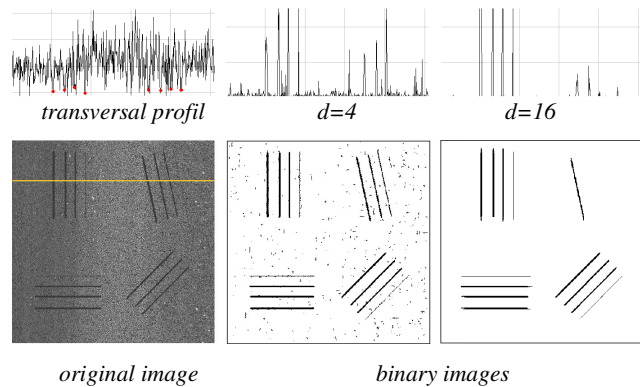 transversal profil
d=4
d=16
original image
binary images